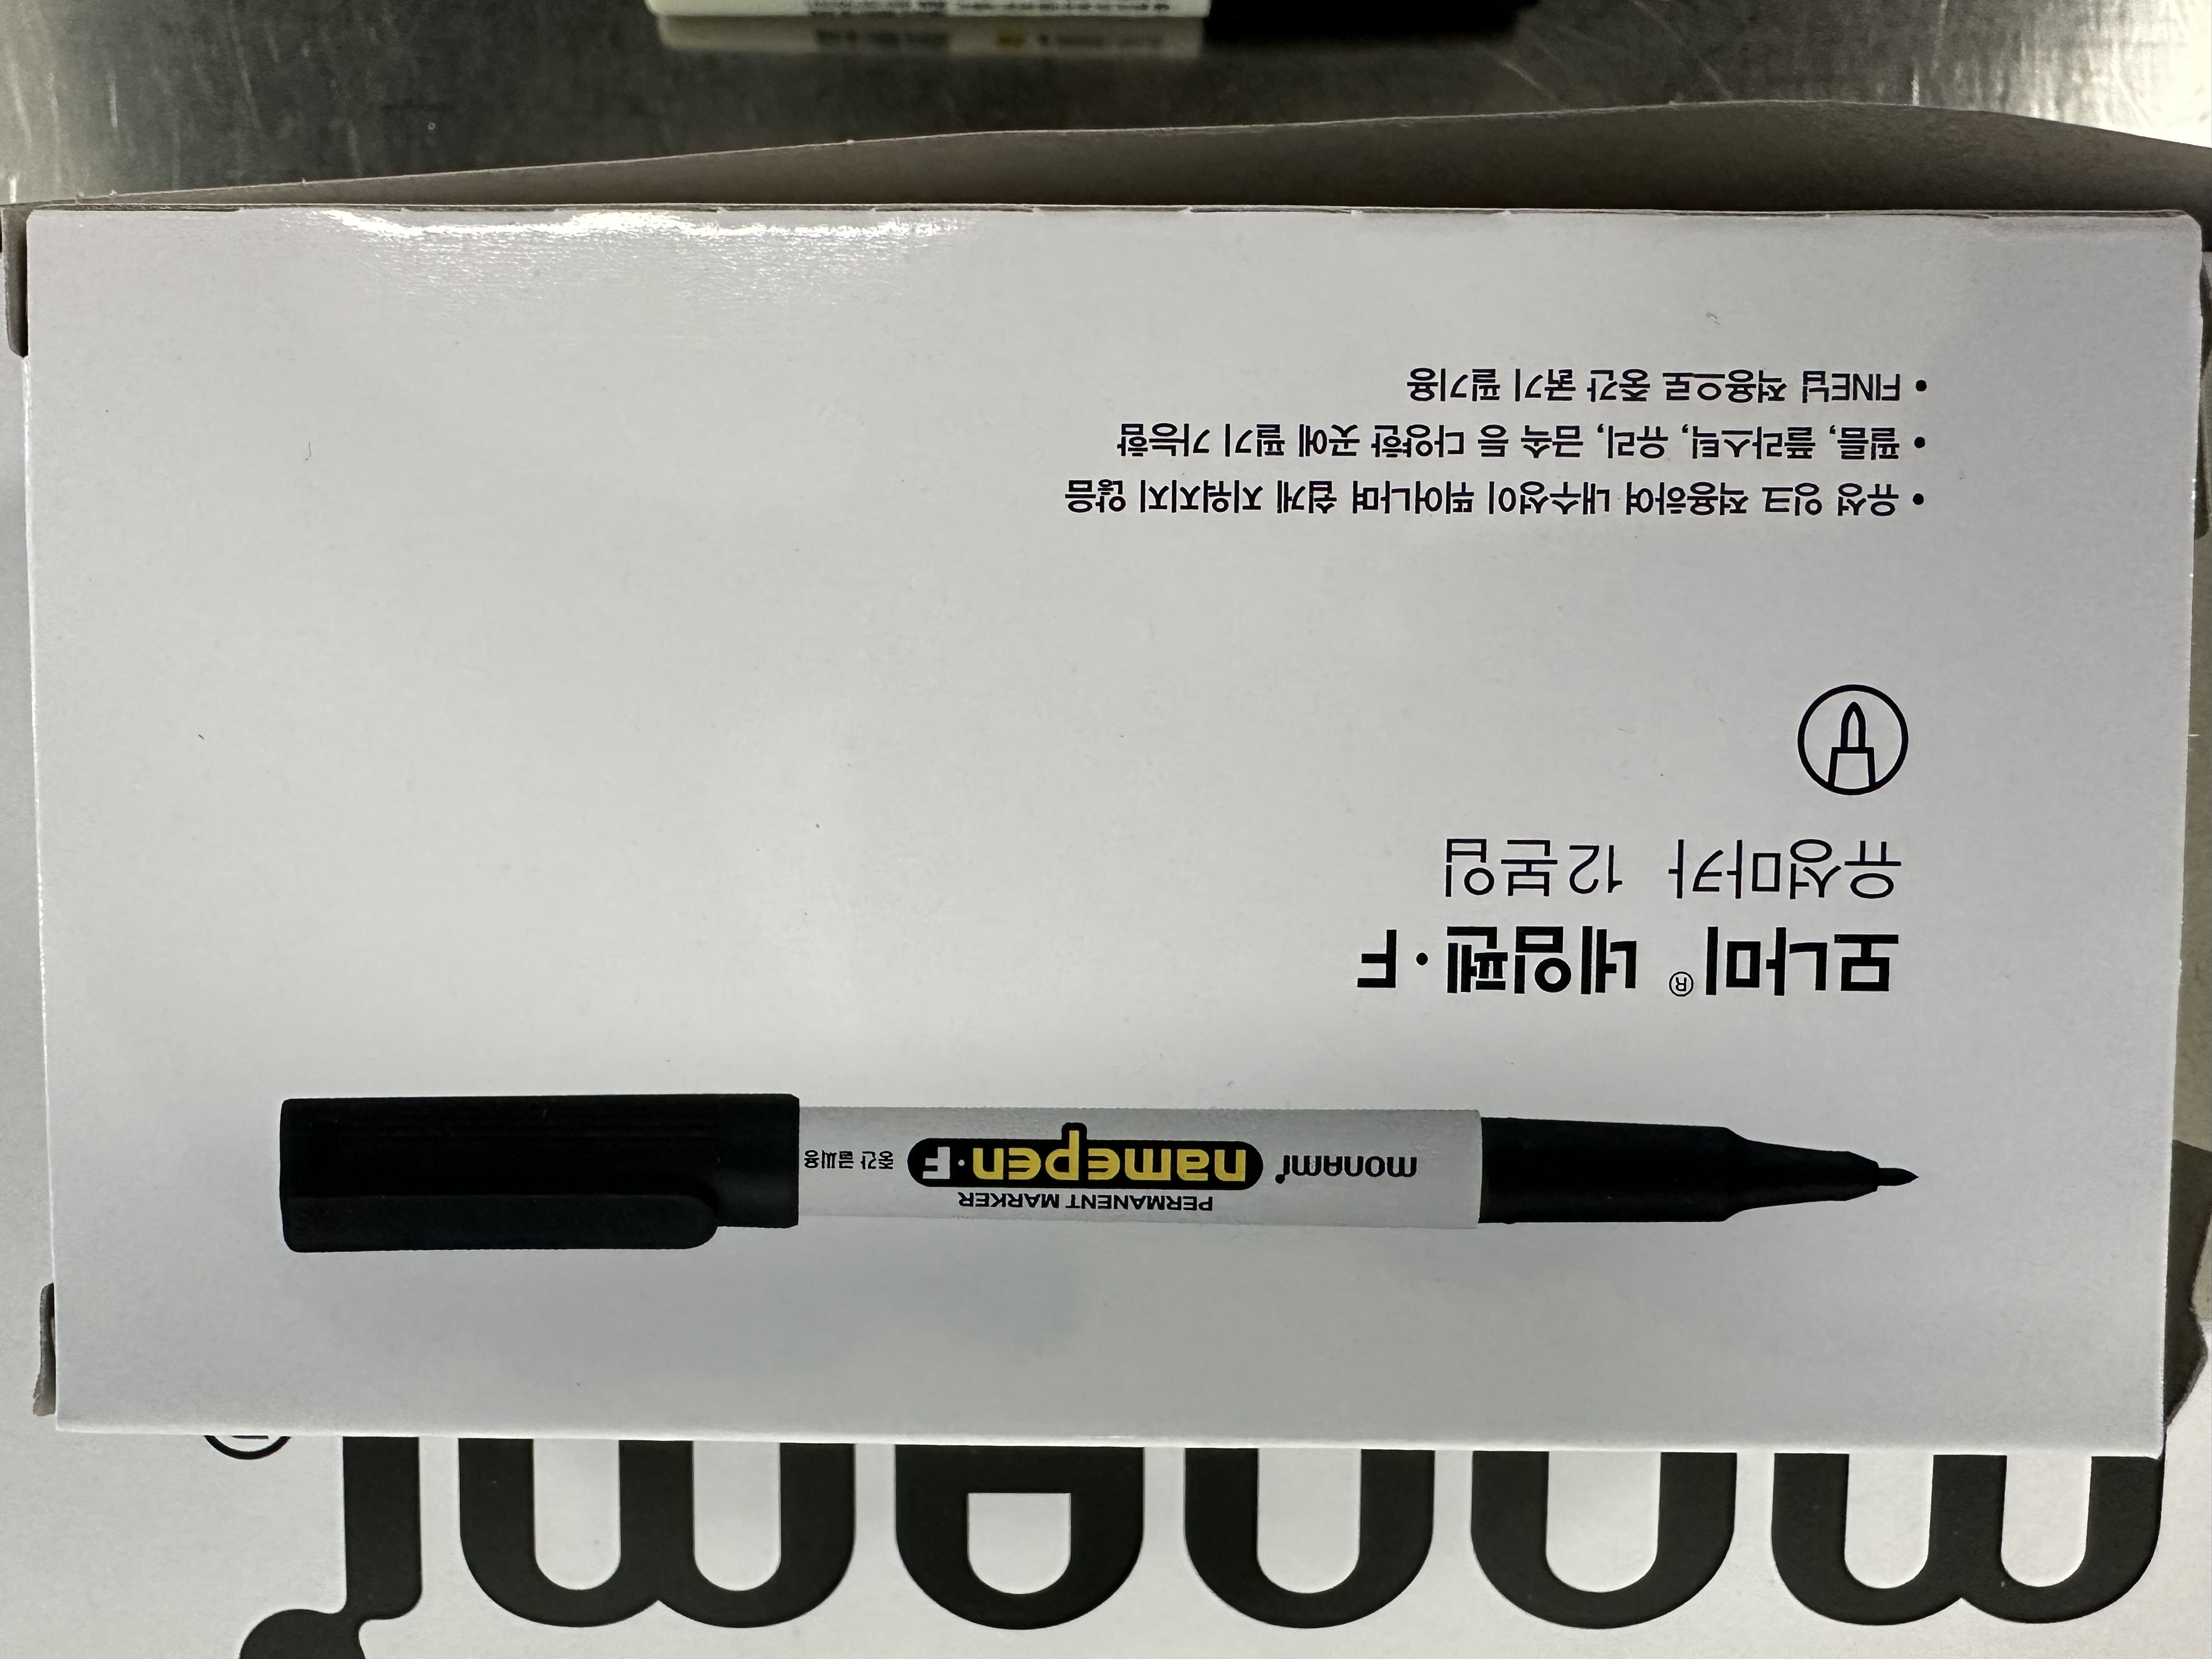 monami
PERMANENT MARKER
monami namepen·F 중간 글씨용
모나미® 네임펜·F
유성마카 12본입
• 유성 잉크 적용하여 내수성이 뛰어나며 쉽게 지워지지 않음
• 필름, 플라스틱, 유리, 금속 등 다양한 곳에 필기 가능함
• FINE닙 적용으로 중간 굵기 필기용